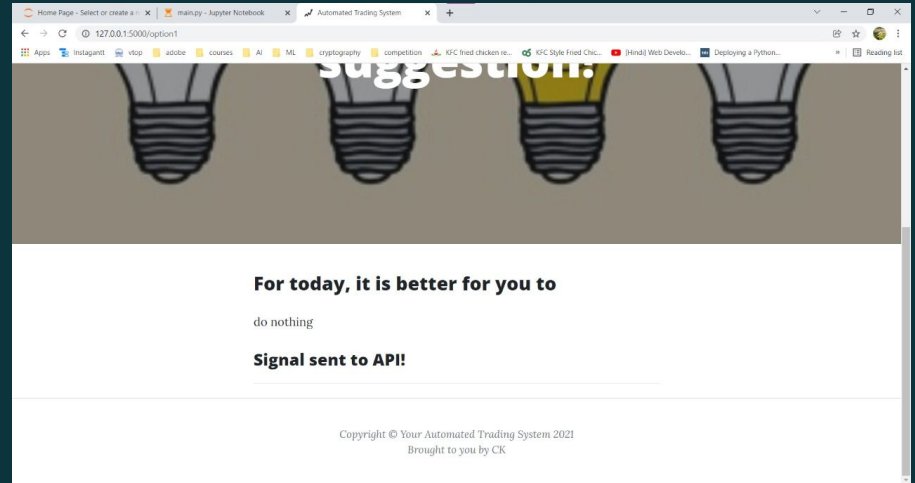 Home Page - Select or create a
main.py - Jupyter Notebook
Automated Trading System
127.0.0.1:5000/option1
Apps
Instagantt
vtop
adobe
courses
AI
ML
cryptography
competition
KFC fried chicken re...
KFC Style Fried Chic...
[Hindi] Web Develo...
Deploying a Python...
Reading list
suggestion!
For today, it is better for you to
do nothing
Signal sent to API!
Copyright © Your Automated Trading System 2021
Brought to you by CK